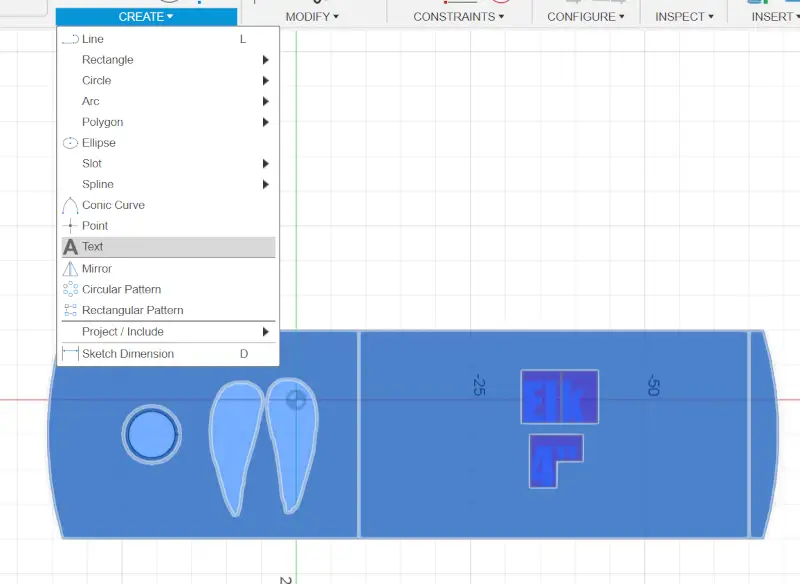 CREATE MODIFY CONSTRAINTS CONFIGURE INSPECT INSERT
Line L
Rectangle
Circle
Arc
Polygon
Ellipse
Slot
Spline
Conic Curve
Point
A Text
Mirror
Circular Pattern
Rectangular Pattern
Project / Include
Sketch Dimension D
-25
-50
2